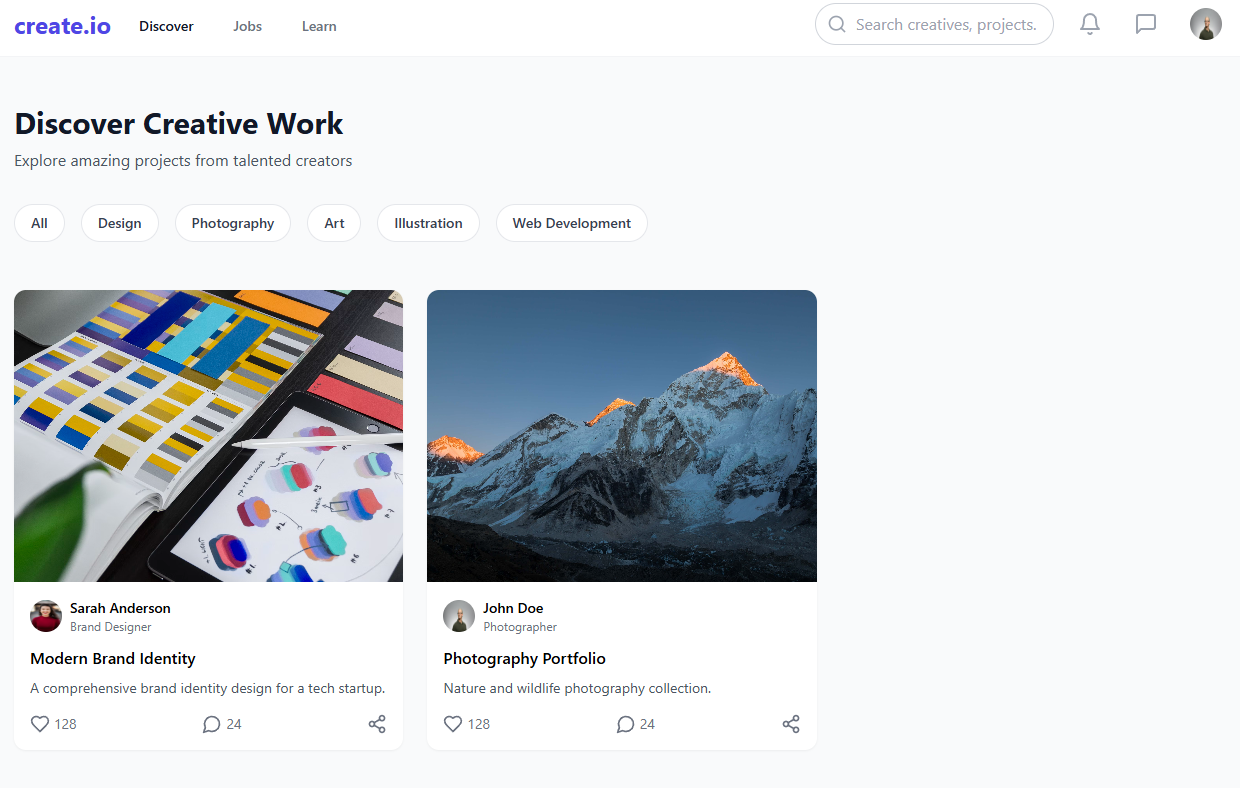 create.io
Discover
Jobs
Learn
Search creatives, projects.
Discover Creative Work
Explore amazing projects from talented creators
All
Design
Photography
Art
Illustration
Web Development
Sarah Anderson
Brand Designer
Modern Brand Identity
A comprehensive brand identity design for a tech startup.
128
24
John Doe
Photographer
Photography Portfolio
Nature and wildlife photography collection.
128
24